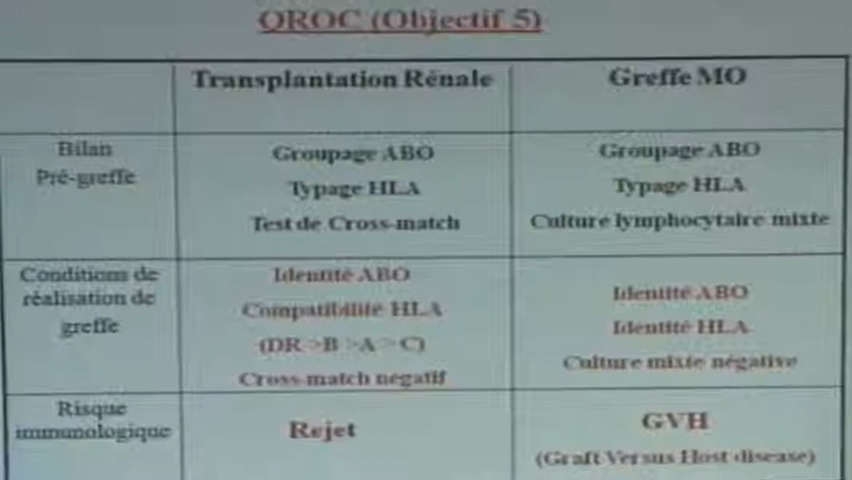 QROC (Objectif 5)
Transplantation Rénale
Greffe MO
Bilan
Pré-greffe
Groupage ABO
Typage HLA
Test de Cross-match
Groupage ABO
Typage HLA
Culture lymphocytaire mixte
Conditions de
réalisation de
greffe
Identité ABO
Compatibilité HLA
(DR >B >A > C)
Cross-match négatif
Identité ABO
Identité HLA
Culture mixte négative
Risque
immunologique
Rejet
GVH
(Graft Versus Host disease)